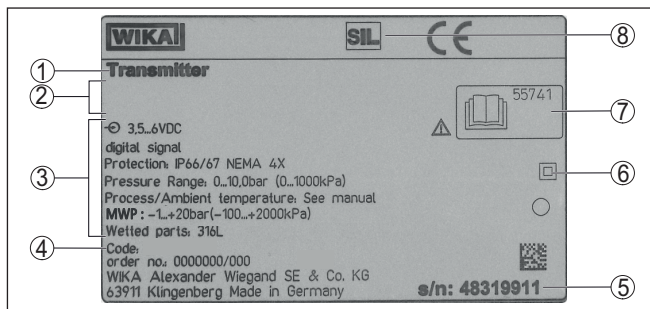 WIKAI
SIL
CE
⑧
① Transmitter
②
55741
⑦
3,5...6VDC
digital signal
Protection: IP66/67 NEMA 4X
③
Pressure Range: 0...10,0bar (0...1000kPa)
⑥
Process/Ambient temperature: See manual
MWP: -1...+20bar(-100...+2000kPa)
Wetted parts: 316L
④ Code:
order no.: 0000000/000
WIKA Alexander Wiegand SE & Co. KG
63911 Klingenberg Made in Germany
s/n: 48319911
⑤